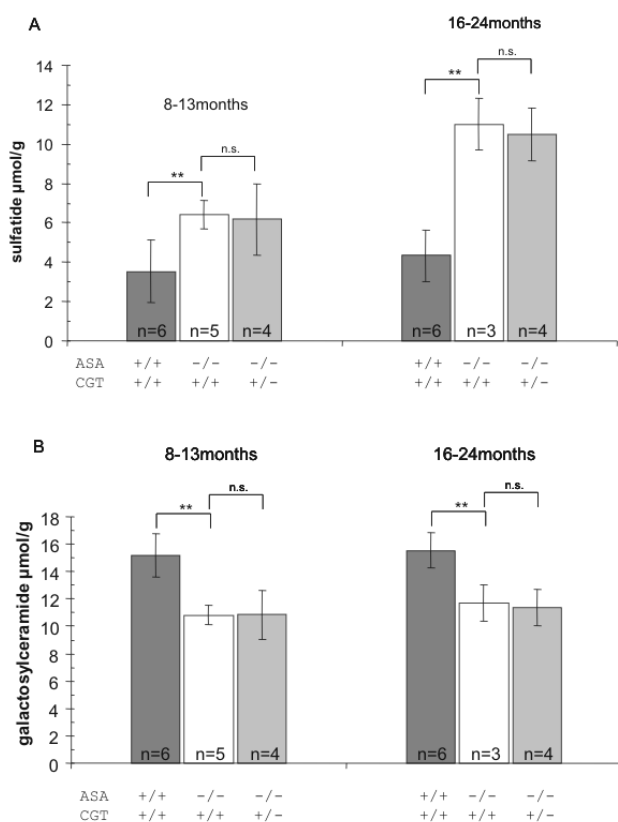 A
16-24months
8-13months
sulfatide µmol/g
14
12
10
8
6
4
2
0
**
n.s.
**
n.s.
n=6 n=5 n=4 n=6 n=3 n=4
ASA +/+ −/− −/− +/+ −/− −/−
CGT +/+ +/+ +/− +/+ +/+ +/−
B
8-13months 16-24months
galactosylceramide µmol/g
18
16
14
12
10
8
6
4
2
0
**
n.s.
**
n.s.
n=6 n=5 n=4 n=6 n=3 n=4
ASA +/+ −/− −/− +/+ −/− −/−
CGT +/+ +/+ +/− +/+ +/+ +/−